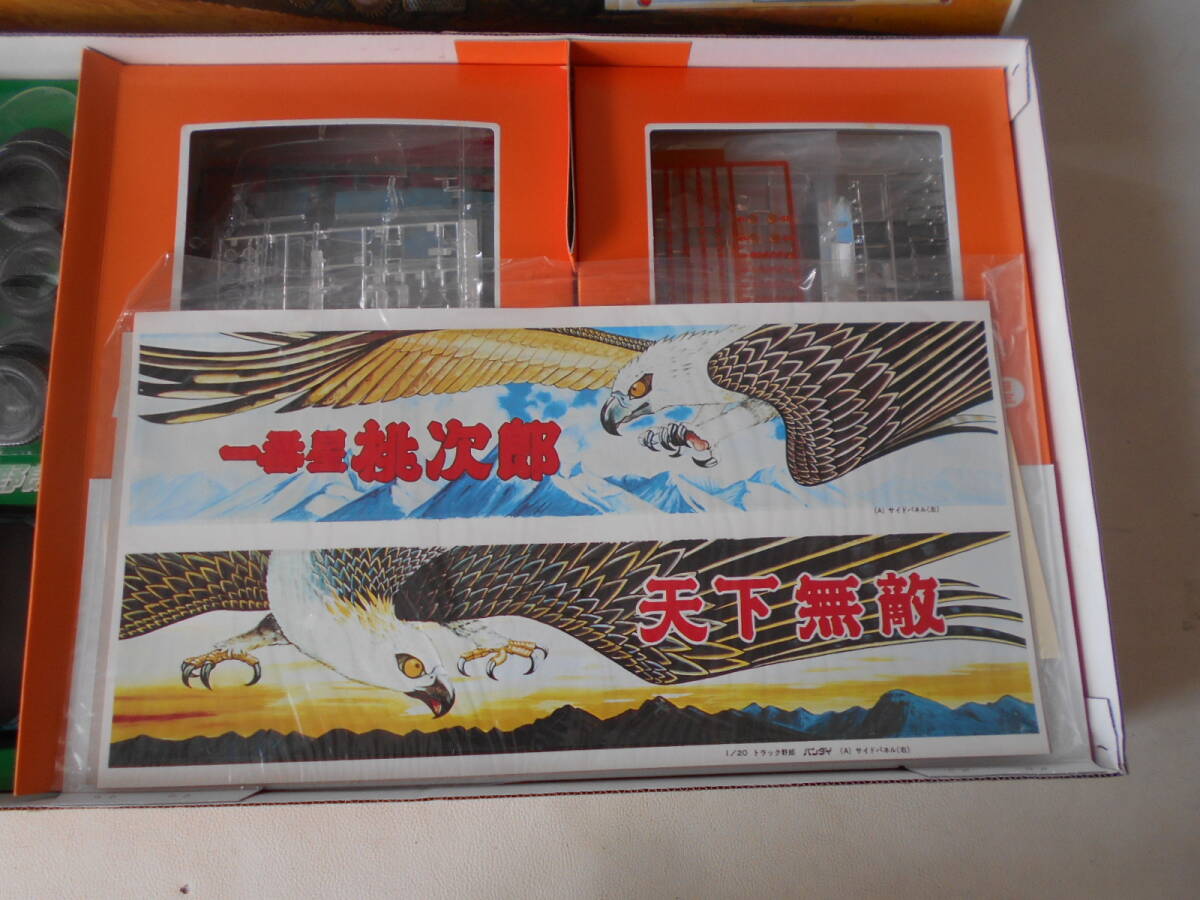 一番星 桃次郎
(A) サイドパネル(左)
天下無敵
1/20 トラック野郎 バンダイ (A) サイドパネル(右)